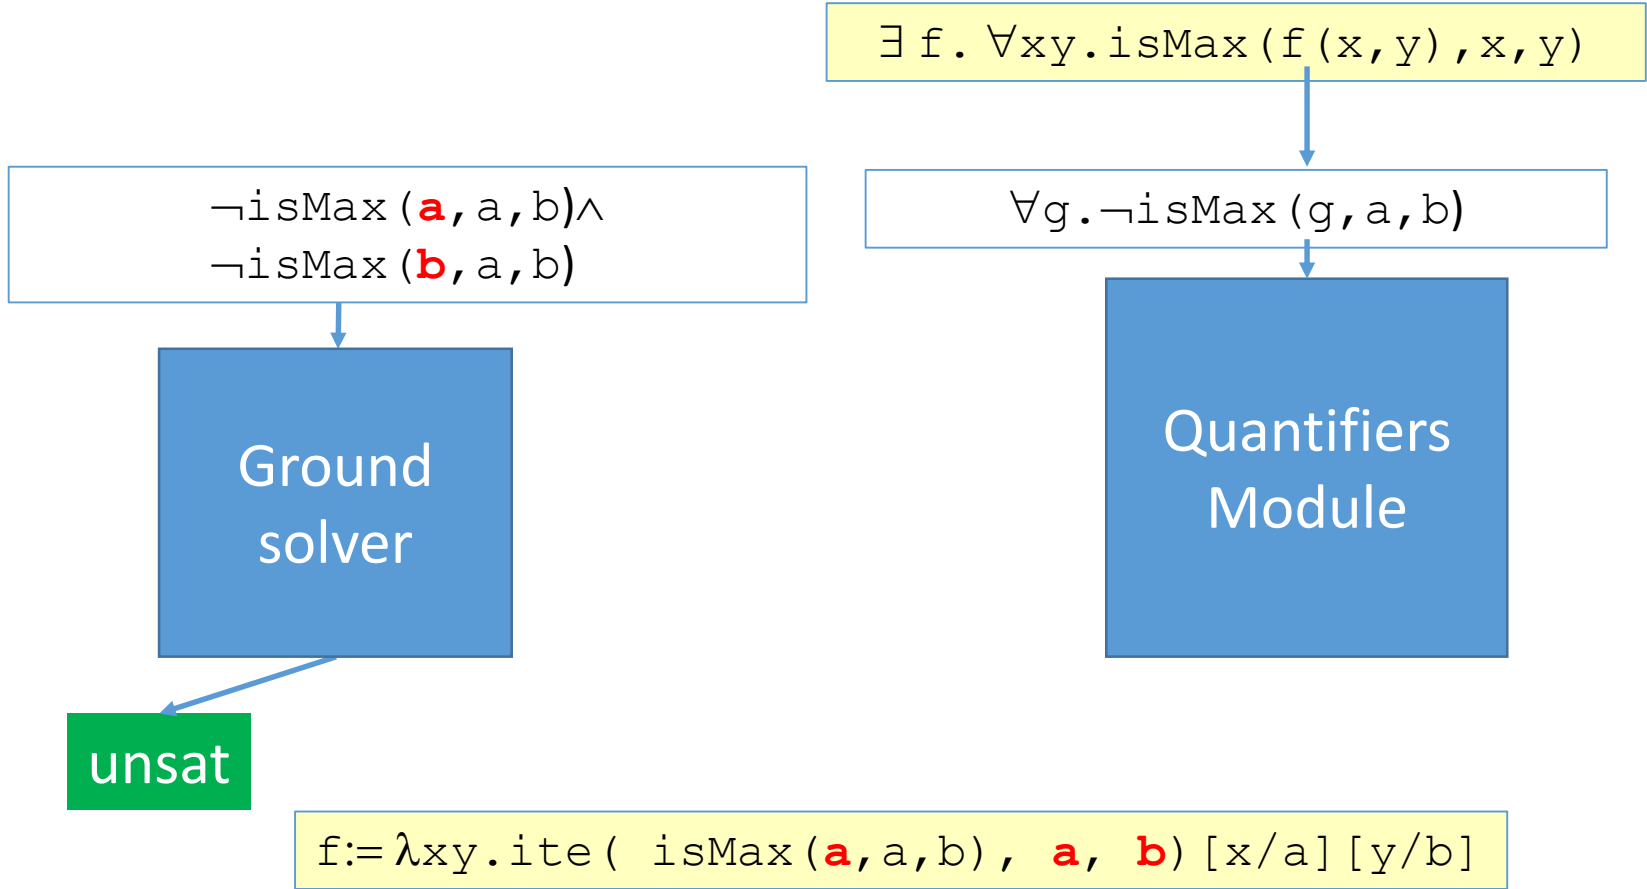 ∃ f. ∀xy.isMax(f(x,y),x,y)
¬isMax(a,a,b)∧
¬isMax(b,a,b)
∀g.¬isMax(g,a,b)
Ground
solver
Quantifiers
Module
unsat
f:= λxy.ite( isMax(a,a,b), a, b)[x/a][y/b]